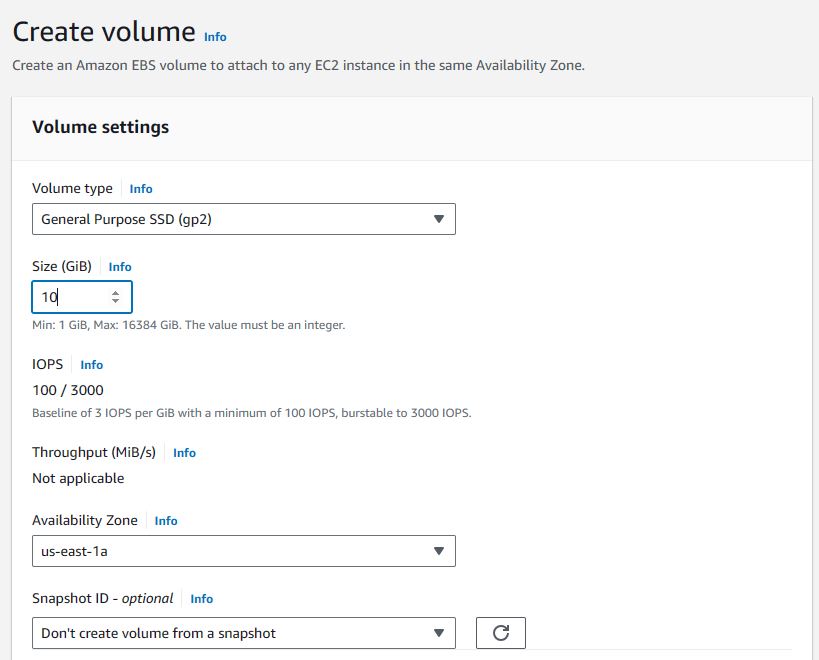 Create volume Info
Create an Amazon EBS volume to attach to any EC2 instance in the same Availability Zone.
Volume settings
Volume type Info
General Purpose SSD (gp2)
Size (GiB) Info
10
Min: 1 GiB, Max: 16384 GiB. The value must be an integer.
IOPS Info
100 / 3000
Baseline of 3 IOPS per GiB with a minimum of 100 IOPS, burstable to 3000 IOPS.
Throughput (MiB/s) Info
Not applicable
Availability Zone Info
us-east-1a
Snapshot ID - optional Info
Don't create volume from a snapshot